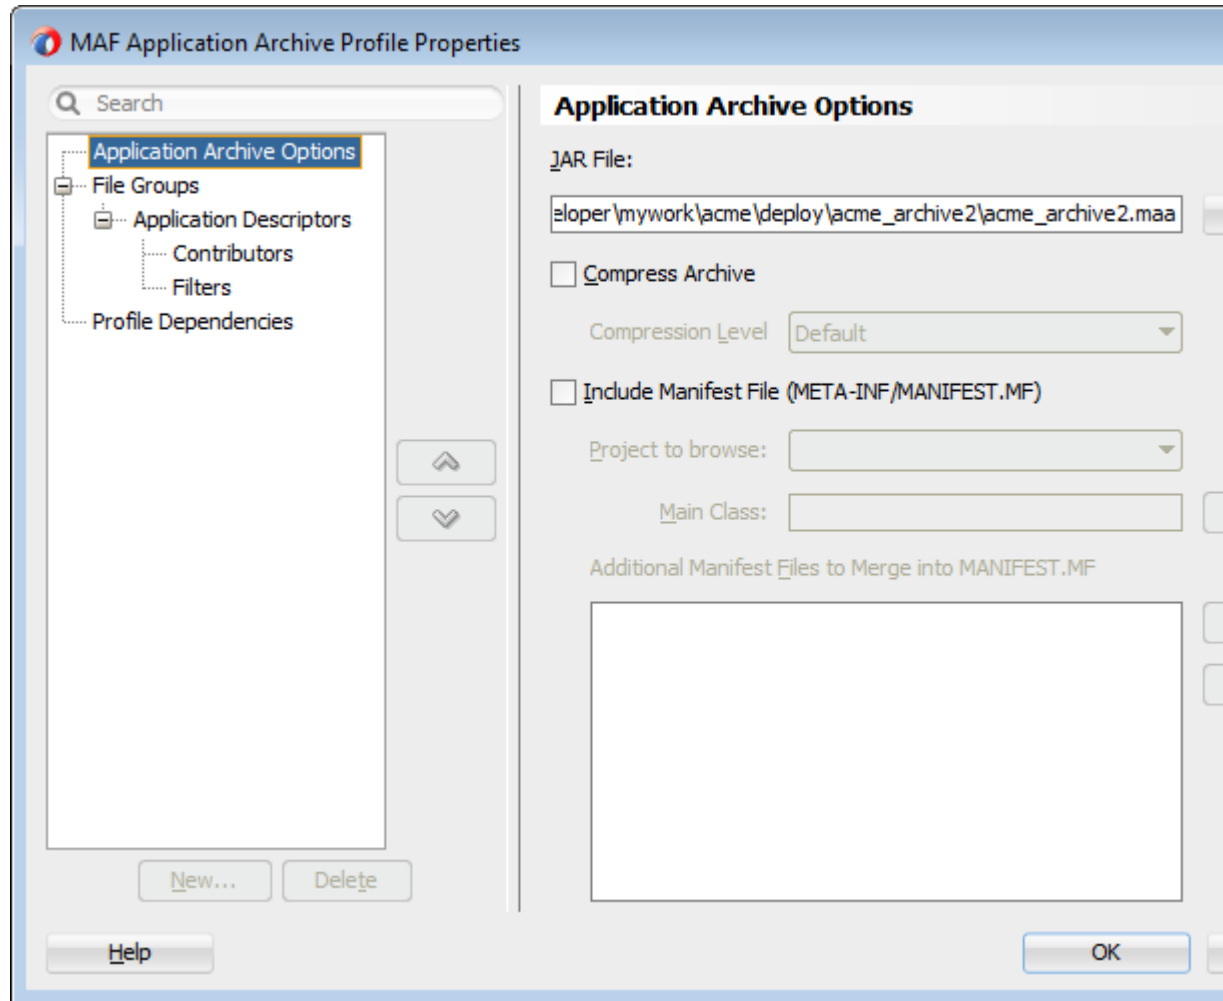 MAF Application Archive Profile Properties
Search
Application Archive Options
File Groups
Application Descriptors
Contributors
Filters
Profile Dependencies
New...
Delete
Help
Application Archive Options
JAR File:
eloper\mywork\acme\deploy\acme_archive2\acme_archive2.maa
Compress Archive
Compression Level Default
Include Manifest File (META-INF/MANIFEST.MF)
Project to browse:
Main Class:
Additional Manifest Files to Merge into MANIFEST.MF
OK